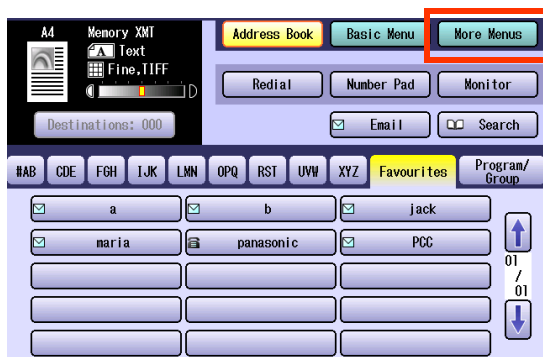 A4 Memory XMT
A Text
Fine,TIFF
D
Destinations: 000
Address Book Basic Menu More Menus
Redial Number Pad Monitor
Email Search
#AB CDE FGH IJK LMN OPQ RST UVW XYZ Favourites Program/
Group
a b jack
maria panasonic PCC
01
/
01